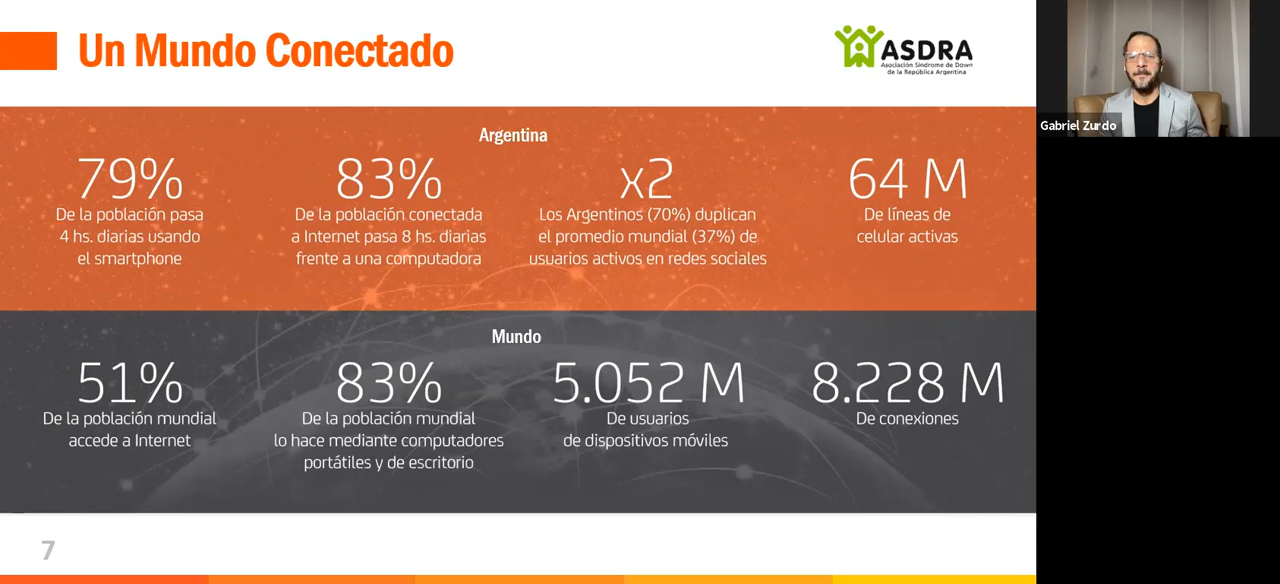 Un Mundo Conectado
ASDRA
Asociación Síndrome de Down
de la República Argentina
Gabriel Zurdo
Argentina
79%
De la población pasa
4 hs. diarias usando
el smartphone
83%
De la población conectada
a Internet pasa 8 hs. diarias
frente a una computadora
x2
Los Argentinos (70%) duplican
el promedio mundial (37%) de
usuarios activos en redes sociales
64 M
De líneas de
celular activas
Mundo
51%
De la población mundial
accede a Internet
83%
De la población mundial
lo hace mediante computadores
portátiles y de escritorio
5.052 M
De usuarios
de dispositivos móviles
8.228 M
De conexiones
7